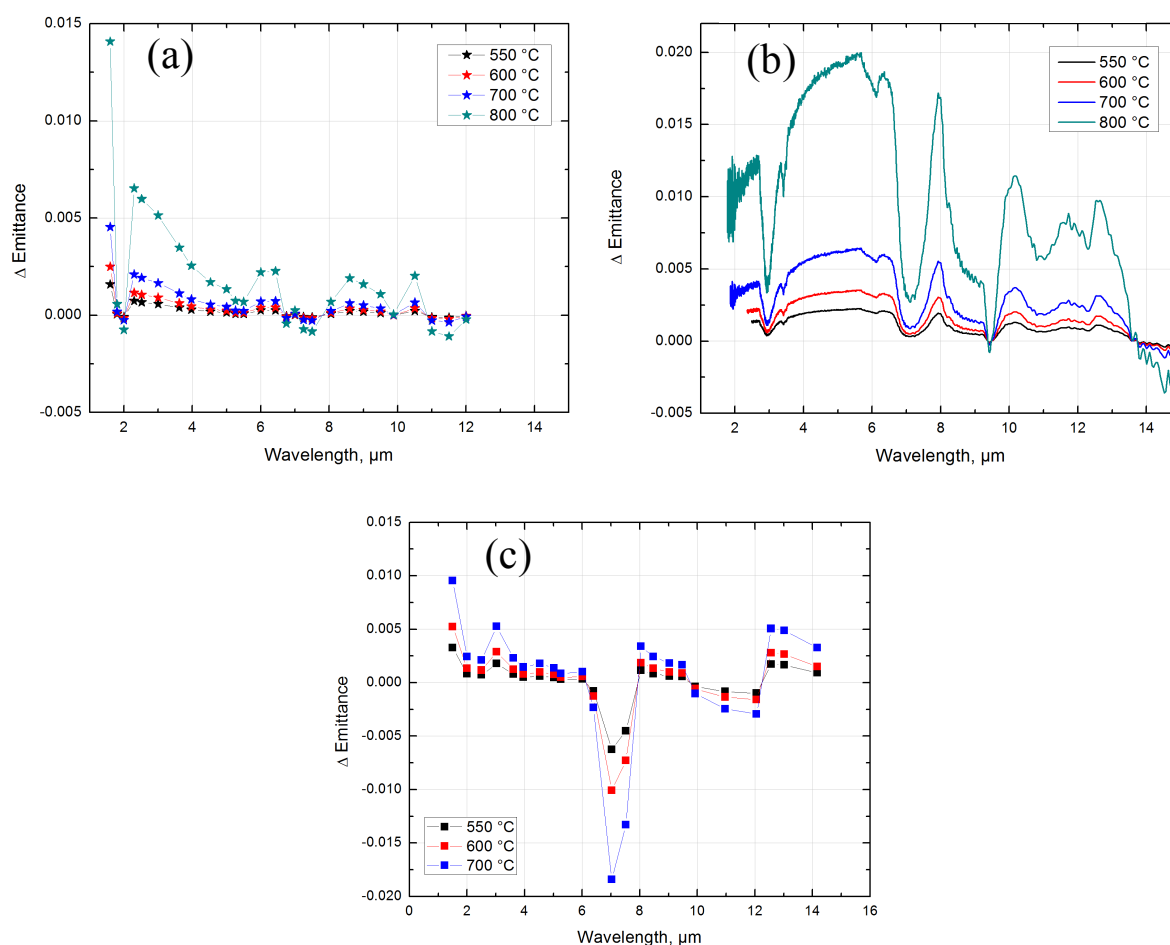 (a)
0.015
0.010
0.005
0.000
-0.005
Δ Emittance
550 °C
600 °C
700 °C
800 °C
2 4 6 8 10 12 14
Wavelength, μm
(b)
0.020
0.015
0.010
0.005
0.000
-0.005
Δ Emittance
550 °C
600 °C
700 °C
800 °C
2 4 6 8 10 12 14
Wavelength, μm
(c)
0.015
0.010
0.005
0.000
-0.005
-0.010
-0.015
-0.020
Δ Emittance
550 °C
600 °C
700 °C
0 2 4 6 8 10 12 14 16
Wavelength, μm